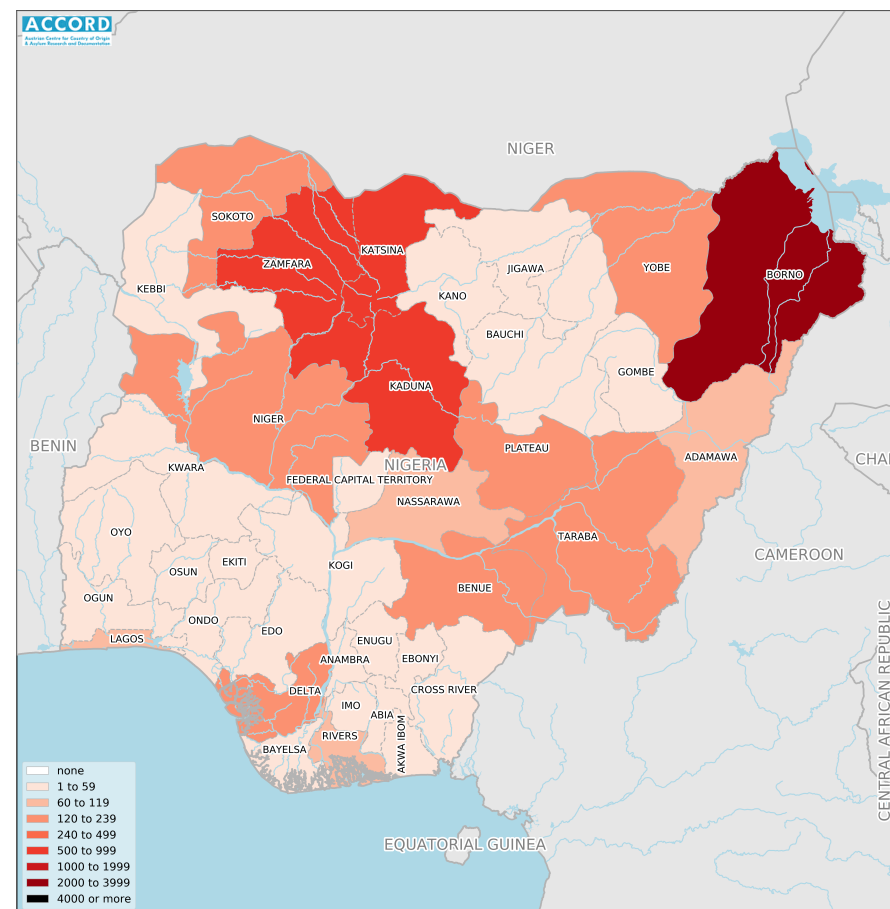 ACCORD
Austrian Centre for Country of Origin
& Asylum Research and Documentation
NIGER
SOKOTO
KATSINA
ZAMFARA
JIGAWA
YOBE
BORNO
KEBBI
KANO
BAUCHI
GOMBE
KADUNA
NIGER
BENIN
PLATEAU
ADAMAWA
CHA
KWARA
NIGERIA
FEDERAL CAPITAL TERRITORY
NASSARAWA
OYO
TARABA
CAMEROON
EKITI
KOGI
OSUN
BENUE
OGUN
ONDO
EDO
LAGOS
ENUGU
ANAMBRA
EBONYI
DELTA
CROSS RIVER
IMO
ABIA
AKWA IBOM
RIVERS
BAYELSA
CENTRAL AFRICAN REPUBLIC
EQUATORIAL GUINEA
none
1 to 59
60 to 119
120 to 239
240 to 499
500 to 999
1000 to 1999
2000 to 3999
4000 or more